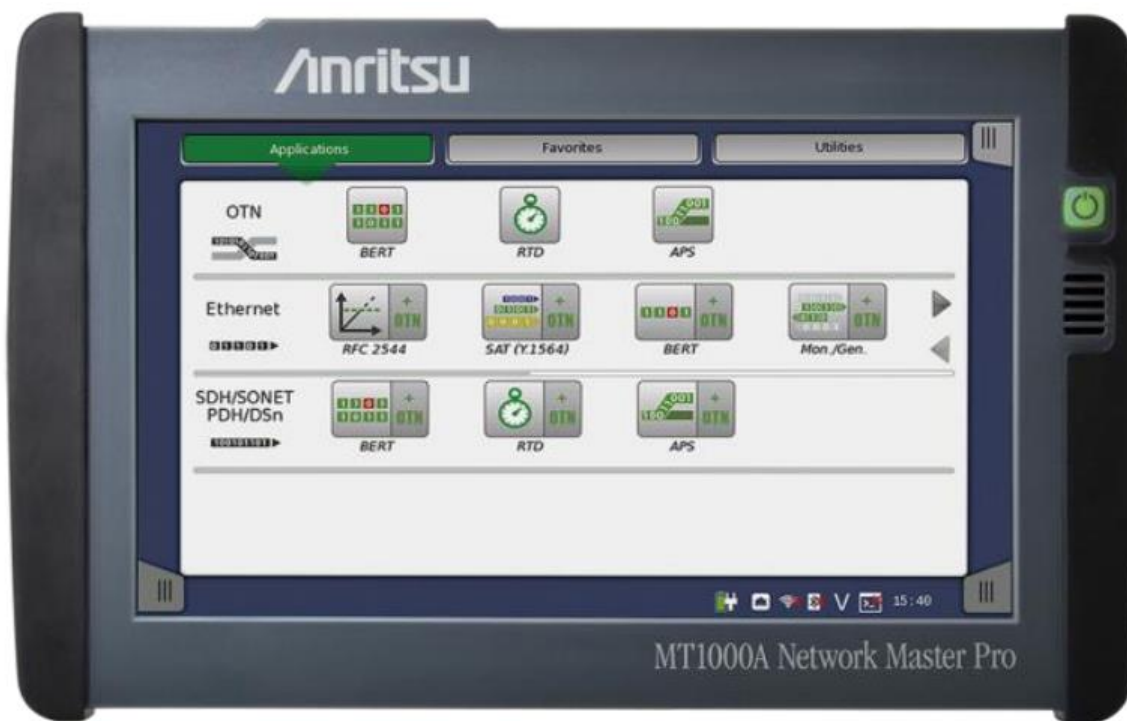 Anritsu
Applications Favorites Utilities
OTN
BERT RTD APS
Ethernet
+ OTN + OTN + OTN + OTN
RFC 2544 SAT (Y.1564) BERT Mon./Gen.
SDH/SONET
PDH/DSn
+ OTN + OTN + OTN
BERT RTD APS
15:40
MT1000A Network Master Pro